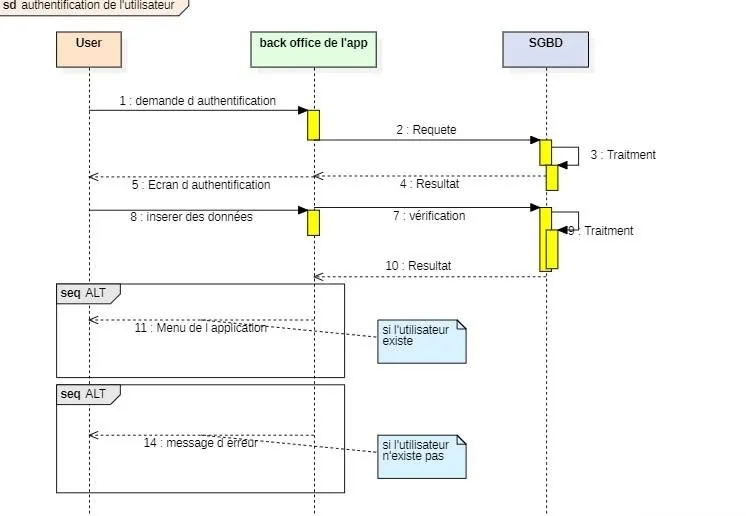 sd authentification de l'utilisateur
User
back office de l'app
SGBD
1 : demande d authentification
2 : Requete
3 : Traitment
4 : Resultat
5 : Ecran d authentification
8 : inserer des données
7 : vérification
9 : Traitment
10 : Resultat
seq ALT
11 : Menu de l application
si l'utilisateur
existe
seq ALT
14 : message d erreur
si l'utilisateur
n'existe pas